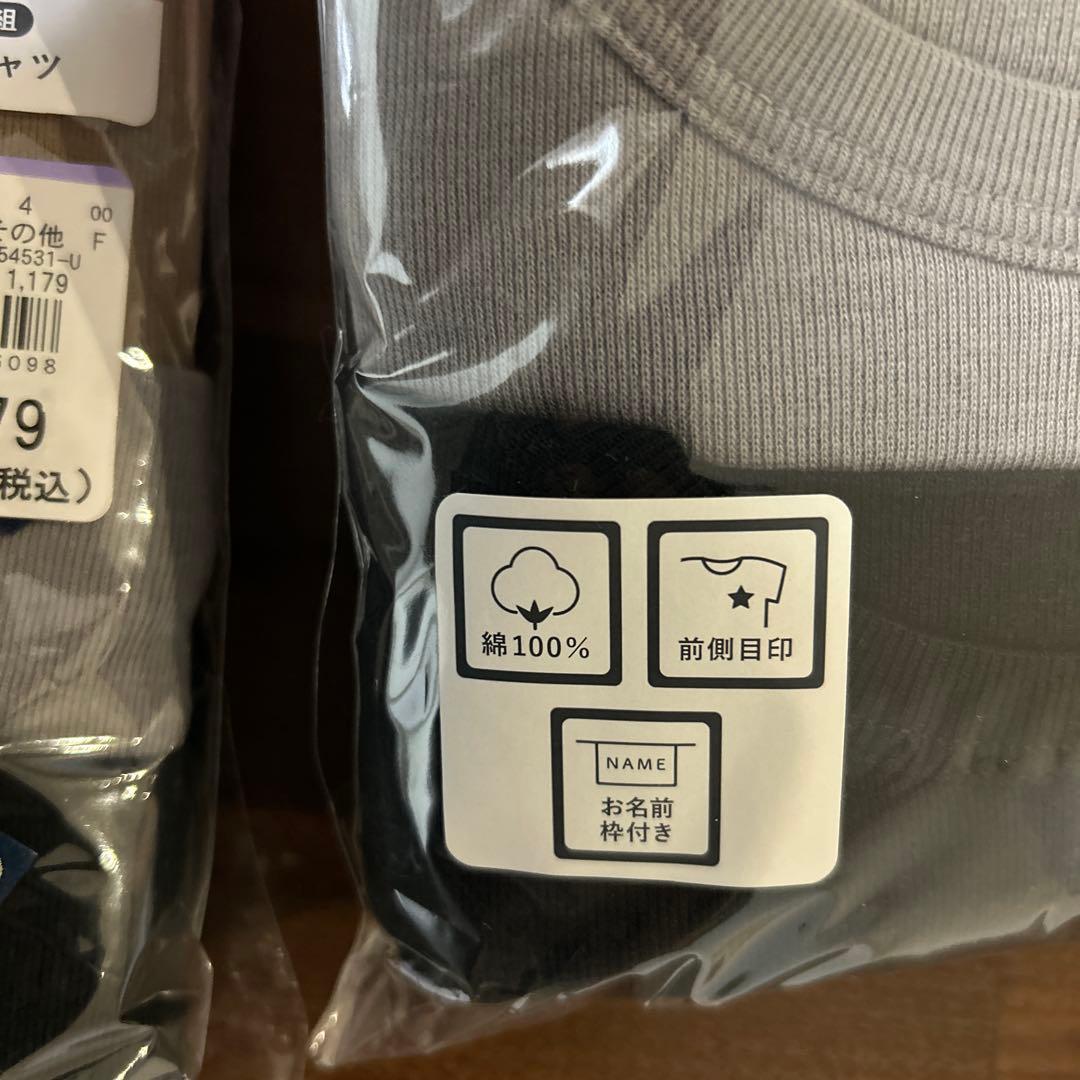 組
ャツ
4 00
その他 F
54531-U
1,179
6098
79
税込）
綿100%
前側目印
NAME
お名前
枠付き